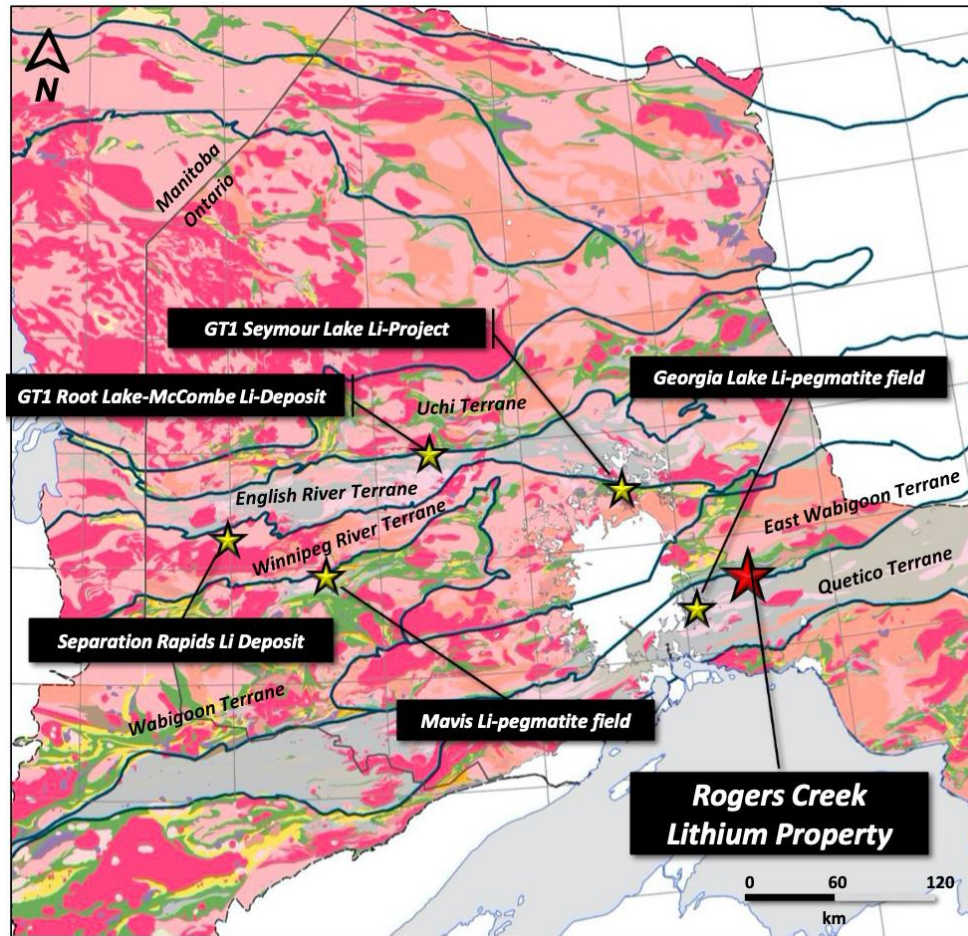 N
Manitoba
Ontario
GT1 Seymour Lake Li-Project
Georgia Lake Li-pegmatite field
GT1 Root Lake-McCombe Li-Deposit
Uchi Terrane
English River Terrane
East Wabigoon Terrane
Winnipeg River Terrane
Quetico Terrane
Separation Rapids Li Deposit
Wabigoon Terrane
Mavis Li-pegmatite field
Rogers Creek
Lithium Property
0 60 120
km